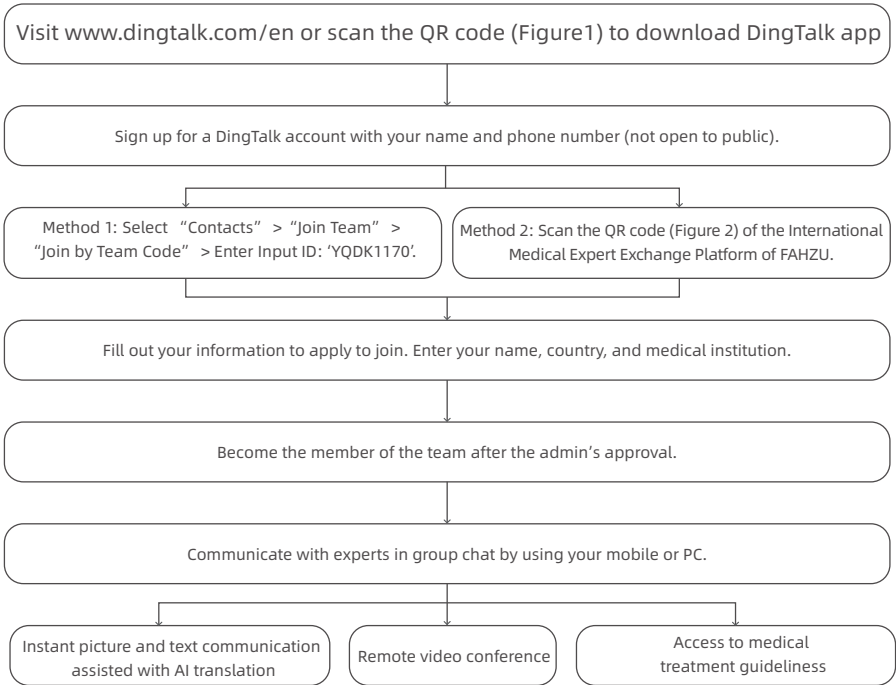 Visit www.dingtalk.com/en or scan the QR code (Figure1) to download DingTalk app
Sign up for a DingTalk account with your name and phone number (not open to public).
Method 1: Select “Contacts” > “Join Team” >
“Join by Team Code” > Enter Input ID: ‘YQDK1170’.
Method 2: Scan the QR code (Figure 2) of the International
Medical Expert Exchange Platform of FAHZU.
Fill out your information to apply to join. Enter your name, country, and medical institution.
Become the member of the team after the admin’s approval.
Communicate with experts in group chat by using your mobile or PC.
Instant picture and text communication
assisted with AI translation
Remote video conference
Access to medical
treatment guideliness